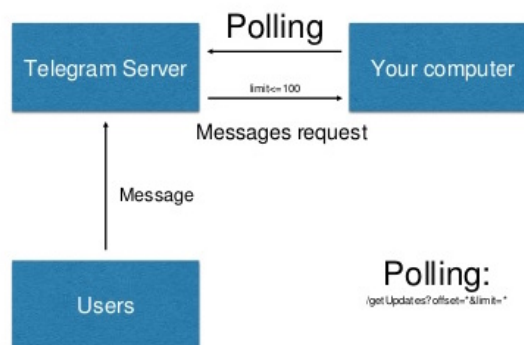 Polling
Telegram Server
Your computer
limit<=100
Messages request
Message
Users
Polling:
/getUpdates?offset=*&limit=*